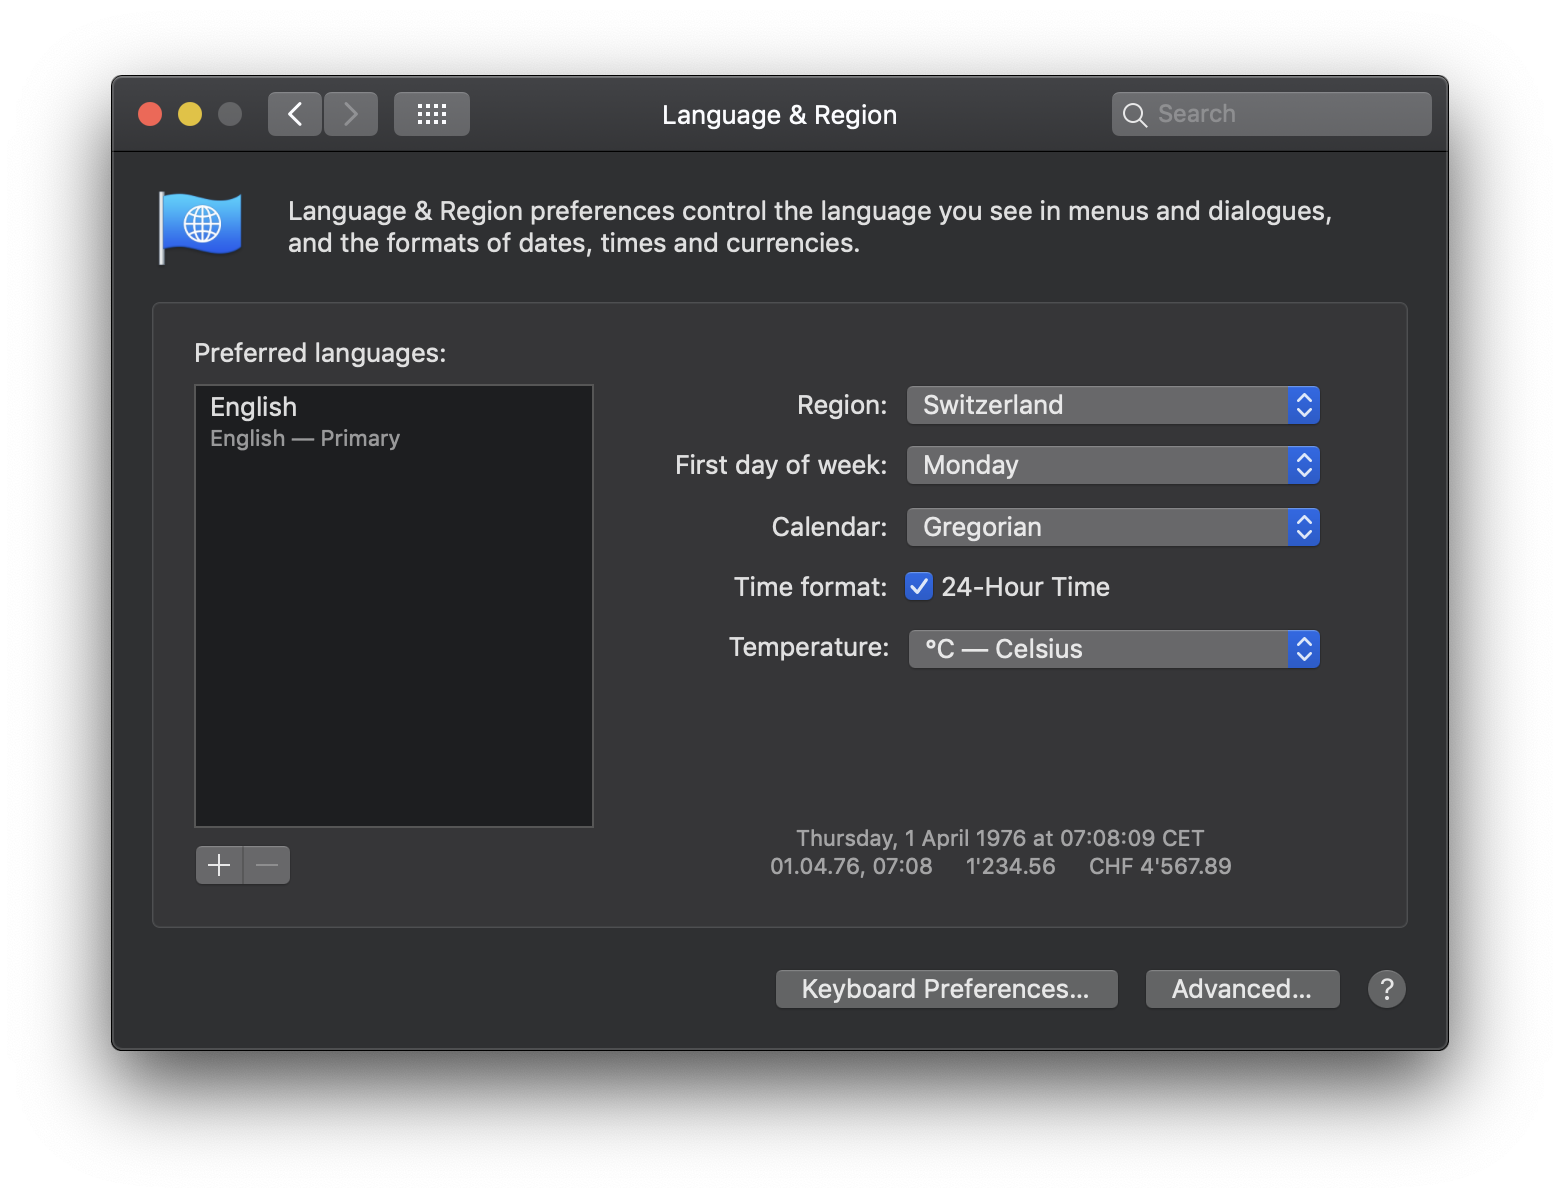 Language & Region
Search
Language & Region preferences control the language you see in menus and dialogues,
and the formats of dates, times and currencies.
Preferred languages:
English
English — Primary
Region: Switzerland
First day of week: Monday
Calendar: Gregorian
Time format: 24-Hour Time
Temperature: °C — Celsius
Thursday, 1 April 1976 at 07:08:09 CET
01.04.76, 07:08 1'234.56 CHF 4'567.89
Keyboard Preferences... Advanced... ?